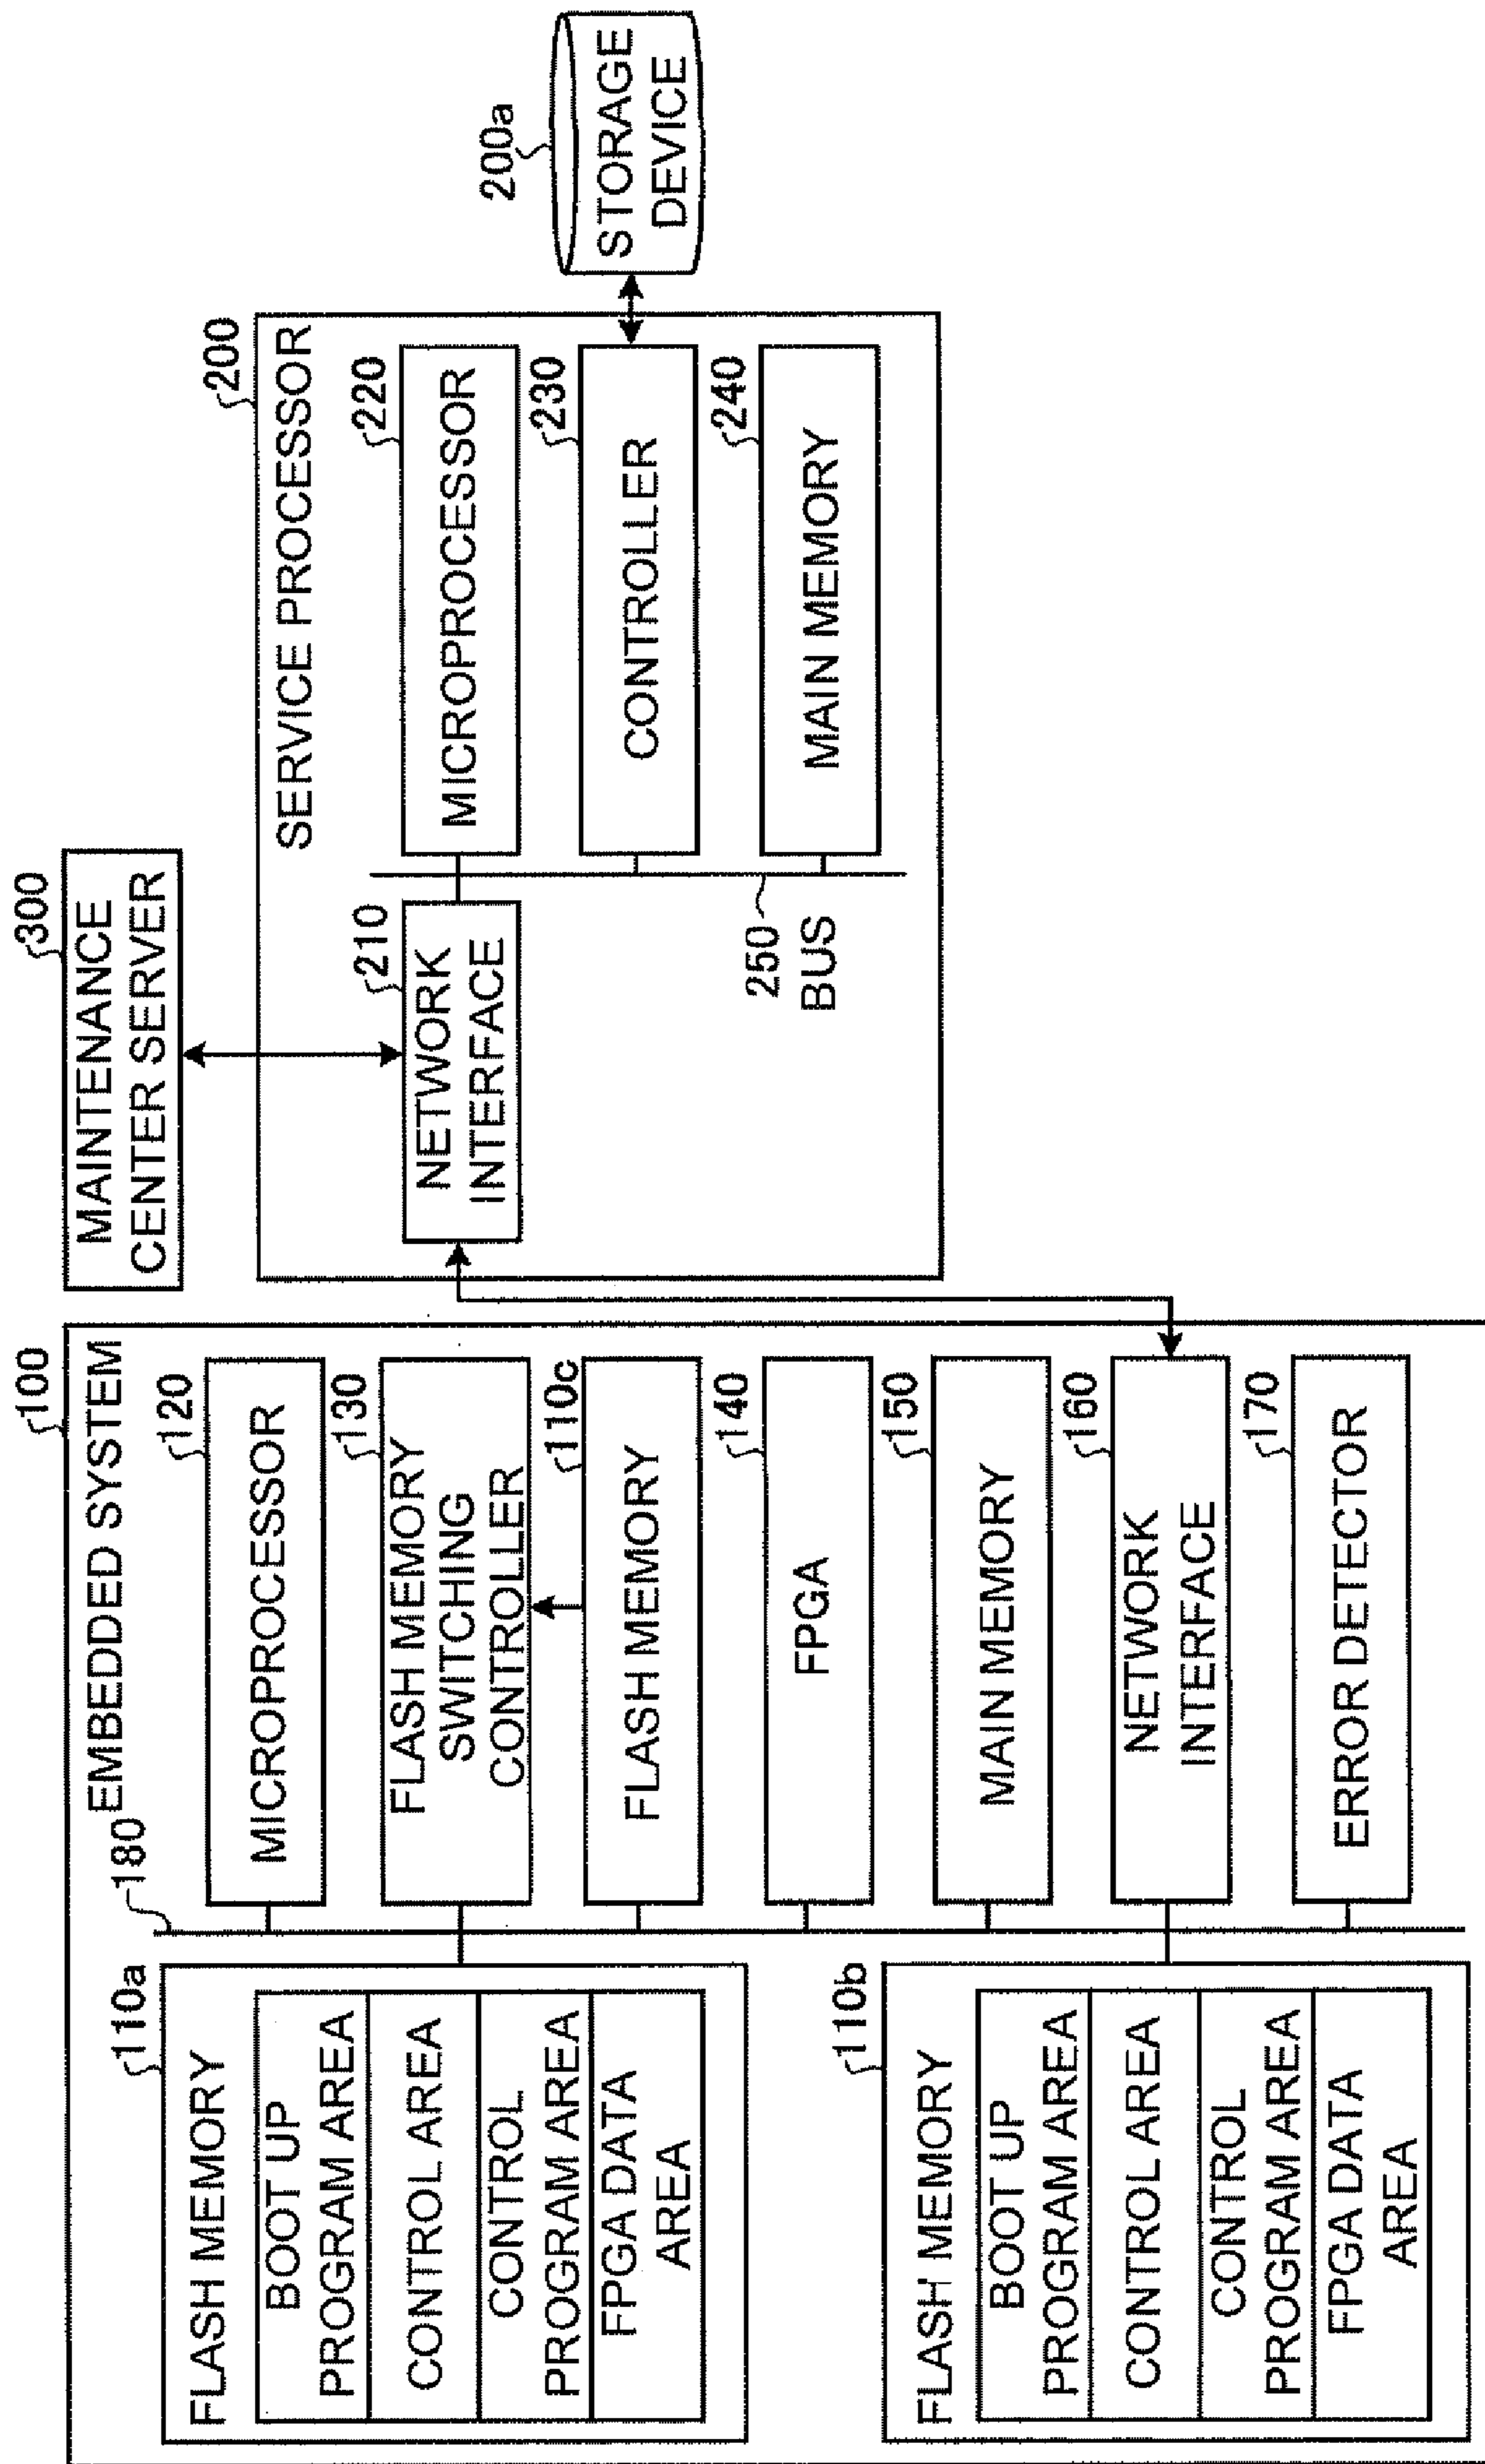 100
EMBEDDED SYSTEM
180
110a
FLASH MEMORY
BOOT UP
PROGRAM AREA
CONTROL AREA
CONTROL
PROGRAM AREA
FPGA DATA
AREA
110b
FLASH MEMORY
BOOT UP
PROGRAM AREA
CONTROL AREA
CONTROL
PROGRAM AREA
FPGA DATA
AREA
120
MICROPROCESSOR
130
FLASH MEMORY
SWITCHING
CONTROLLER
110c
FLASH MEMORY
140
FPGA
150
MAIN MEMORY
160
NETWORK
INTERFACE
170
ERROR DETECTOR
300
MAINTENANCE
CENTER SERVER
200
SERVICE PROCESSOR
210
NETWORK
INTERFACE
220
MICROPROCESSOR
230
CONTROLLER
240
MAIN MEMORY
250
BUS
200a
STORAGE
DEVICE